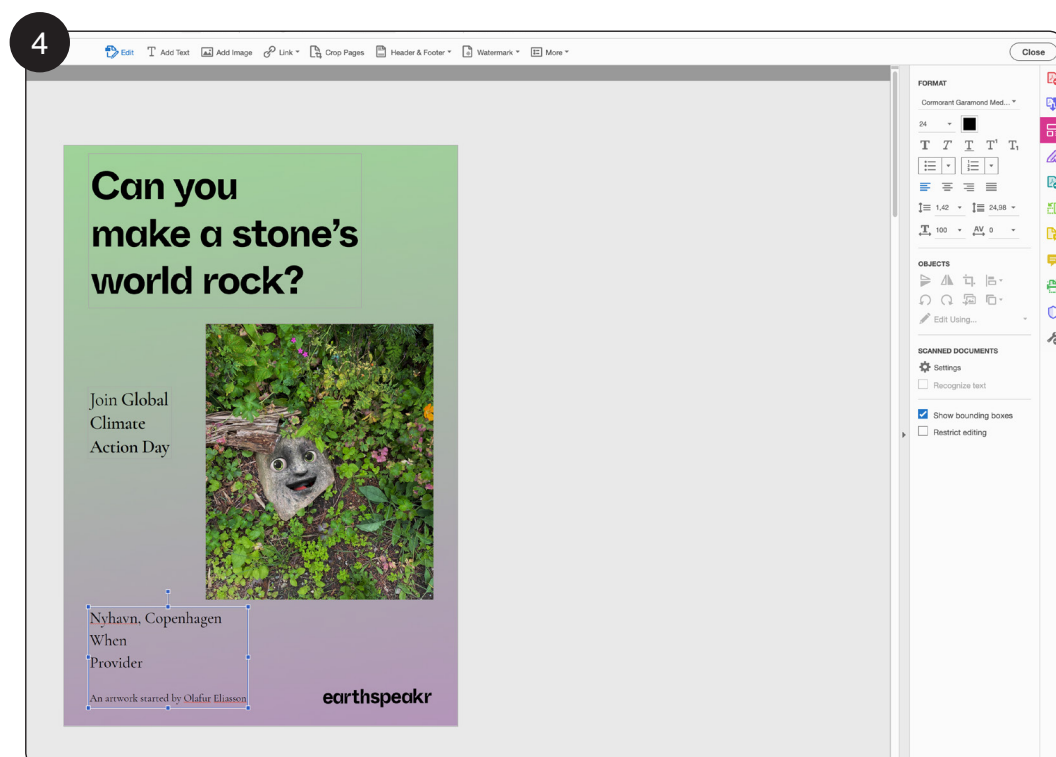 4
Edit Add Text Add Image Link Crop Pages Header & Footer Watermark More
Close
Can you
make a stone’s
world rock?
Join Global
Climate
Action Day
Nyhavn, Copenhagen
When
Provider
An artwork started by Olafur Eliasson
earthspeakr
FORMAT
Cormorant Garamond Med...
24
T T T T¹ T₁
1,42 24,98
T 100 AV 0
OBJECTS
Edit Using...
SCANNED DOCUMENTS
Settings
Recognize text
Show bounding boxes
Restrict editing